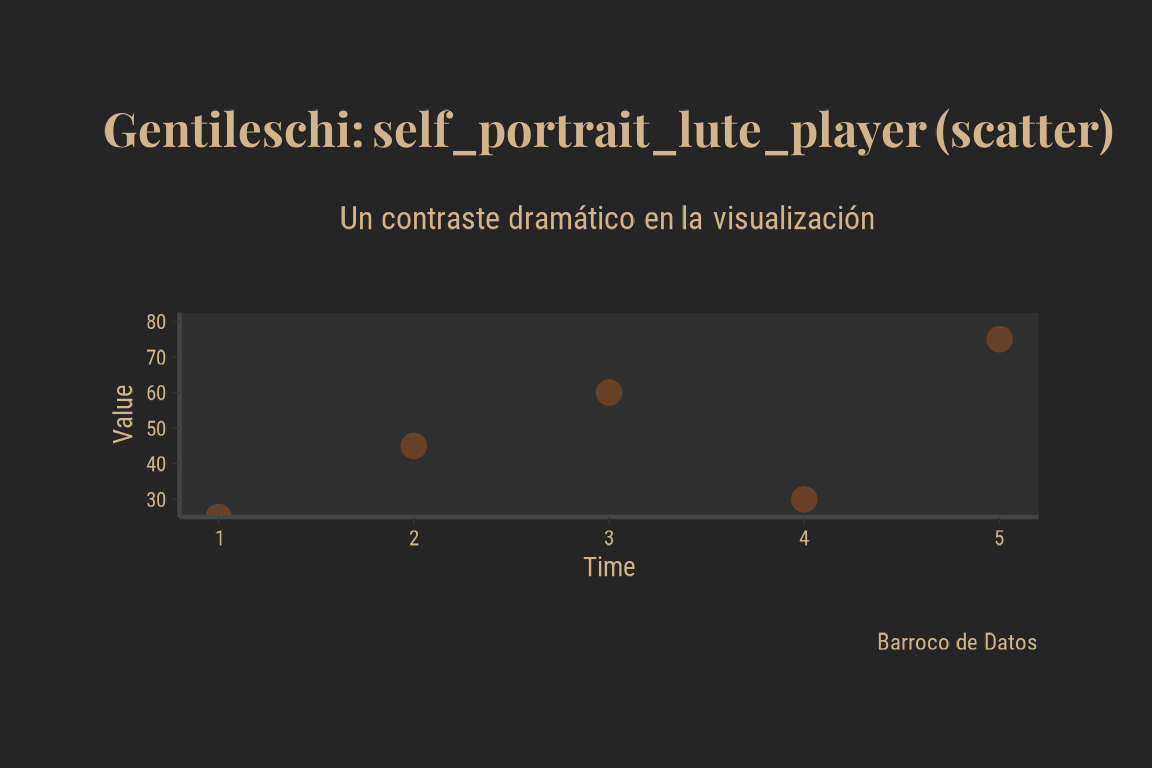 Gentileschi: self_portrait_lute_player (scatter)
Un contraste dramático en la visualización
80
70
60
50
40
30
Value
1 2 3 4 5
Time
Barroco de Datos